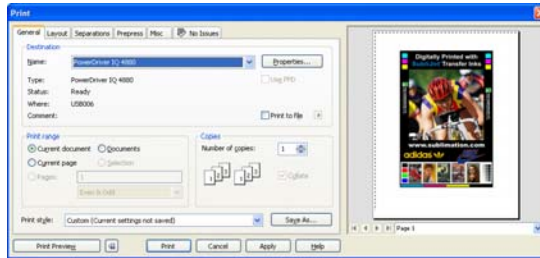 Print
General Layout Separations Prepress Misc No Issues
Destination
Name: PowerDriver IQ 4880 Properties...
Type: PowerDriver IQ 4880 Use PPD
Status: Ready
Where: USB006
Comment: Print to file
Print range Copies
Current document Documents Number of copies: 1
Current page Selection
Pages: 1 Collate
Even & Odd
Print style: Custom (Current settings not saved) Save As...
Print Preview Print Cancel Apply Help
Digitally Printed with
Transfer Inks
www.sublimation.com
adidas
Page 1